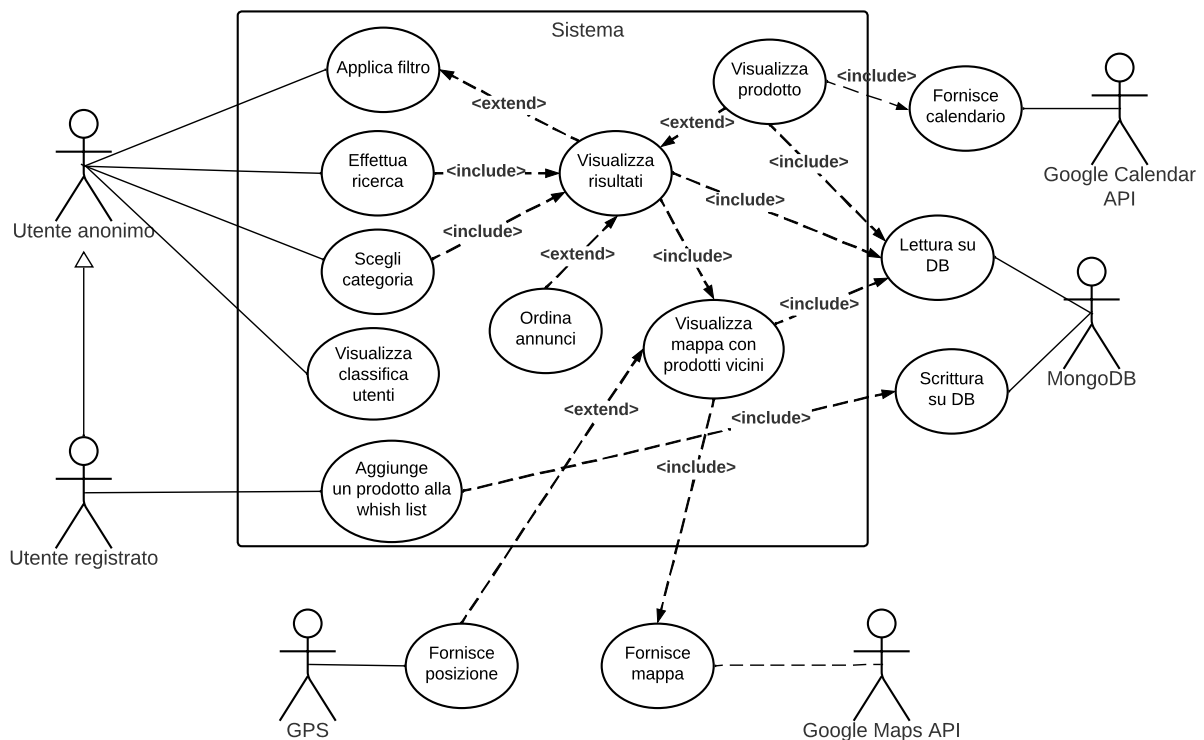 Sistema
Applica filtro
Visualizza
prodotto
<include>
Fornisce
calendario
<extend>
<extend>
Effettua
ricerca
<include>
Visualizza
risultati
<include>
Google Calendar
API
<include>
Utente anonimo
Scegli
categoria
<include>
<extend>
<include>
Lettura su
DB
Ordina
annunci
<include>
Visualizza
mappa con
prodotti vicini
Visualizza
classifica
utenti
Scrittura
su DB
MongoDB
<extend>
<include>
Aggiunge
un prodotto alla
whish list
<include>
Utente registrato
Fornisce
posizione
Fornisce
mappa
GPS
Google Maps API